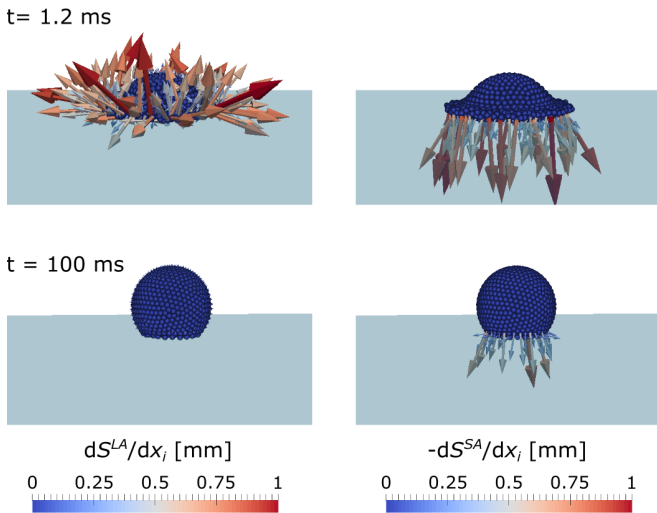 t= 1.2 ms
t = 100 ms
dS^LA/dx_i [mm]
-dS^SA/dx_i [mm]
0 0.25 0.5 0.75 1
0 0.25 0.5 0.75 1